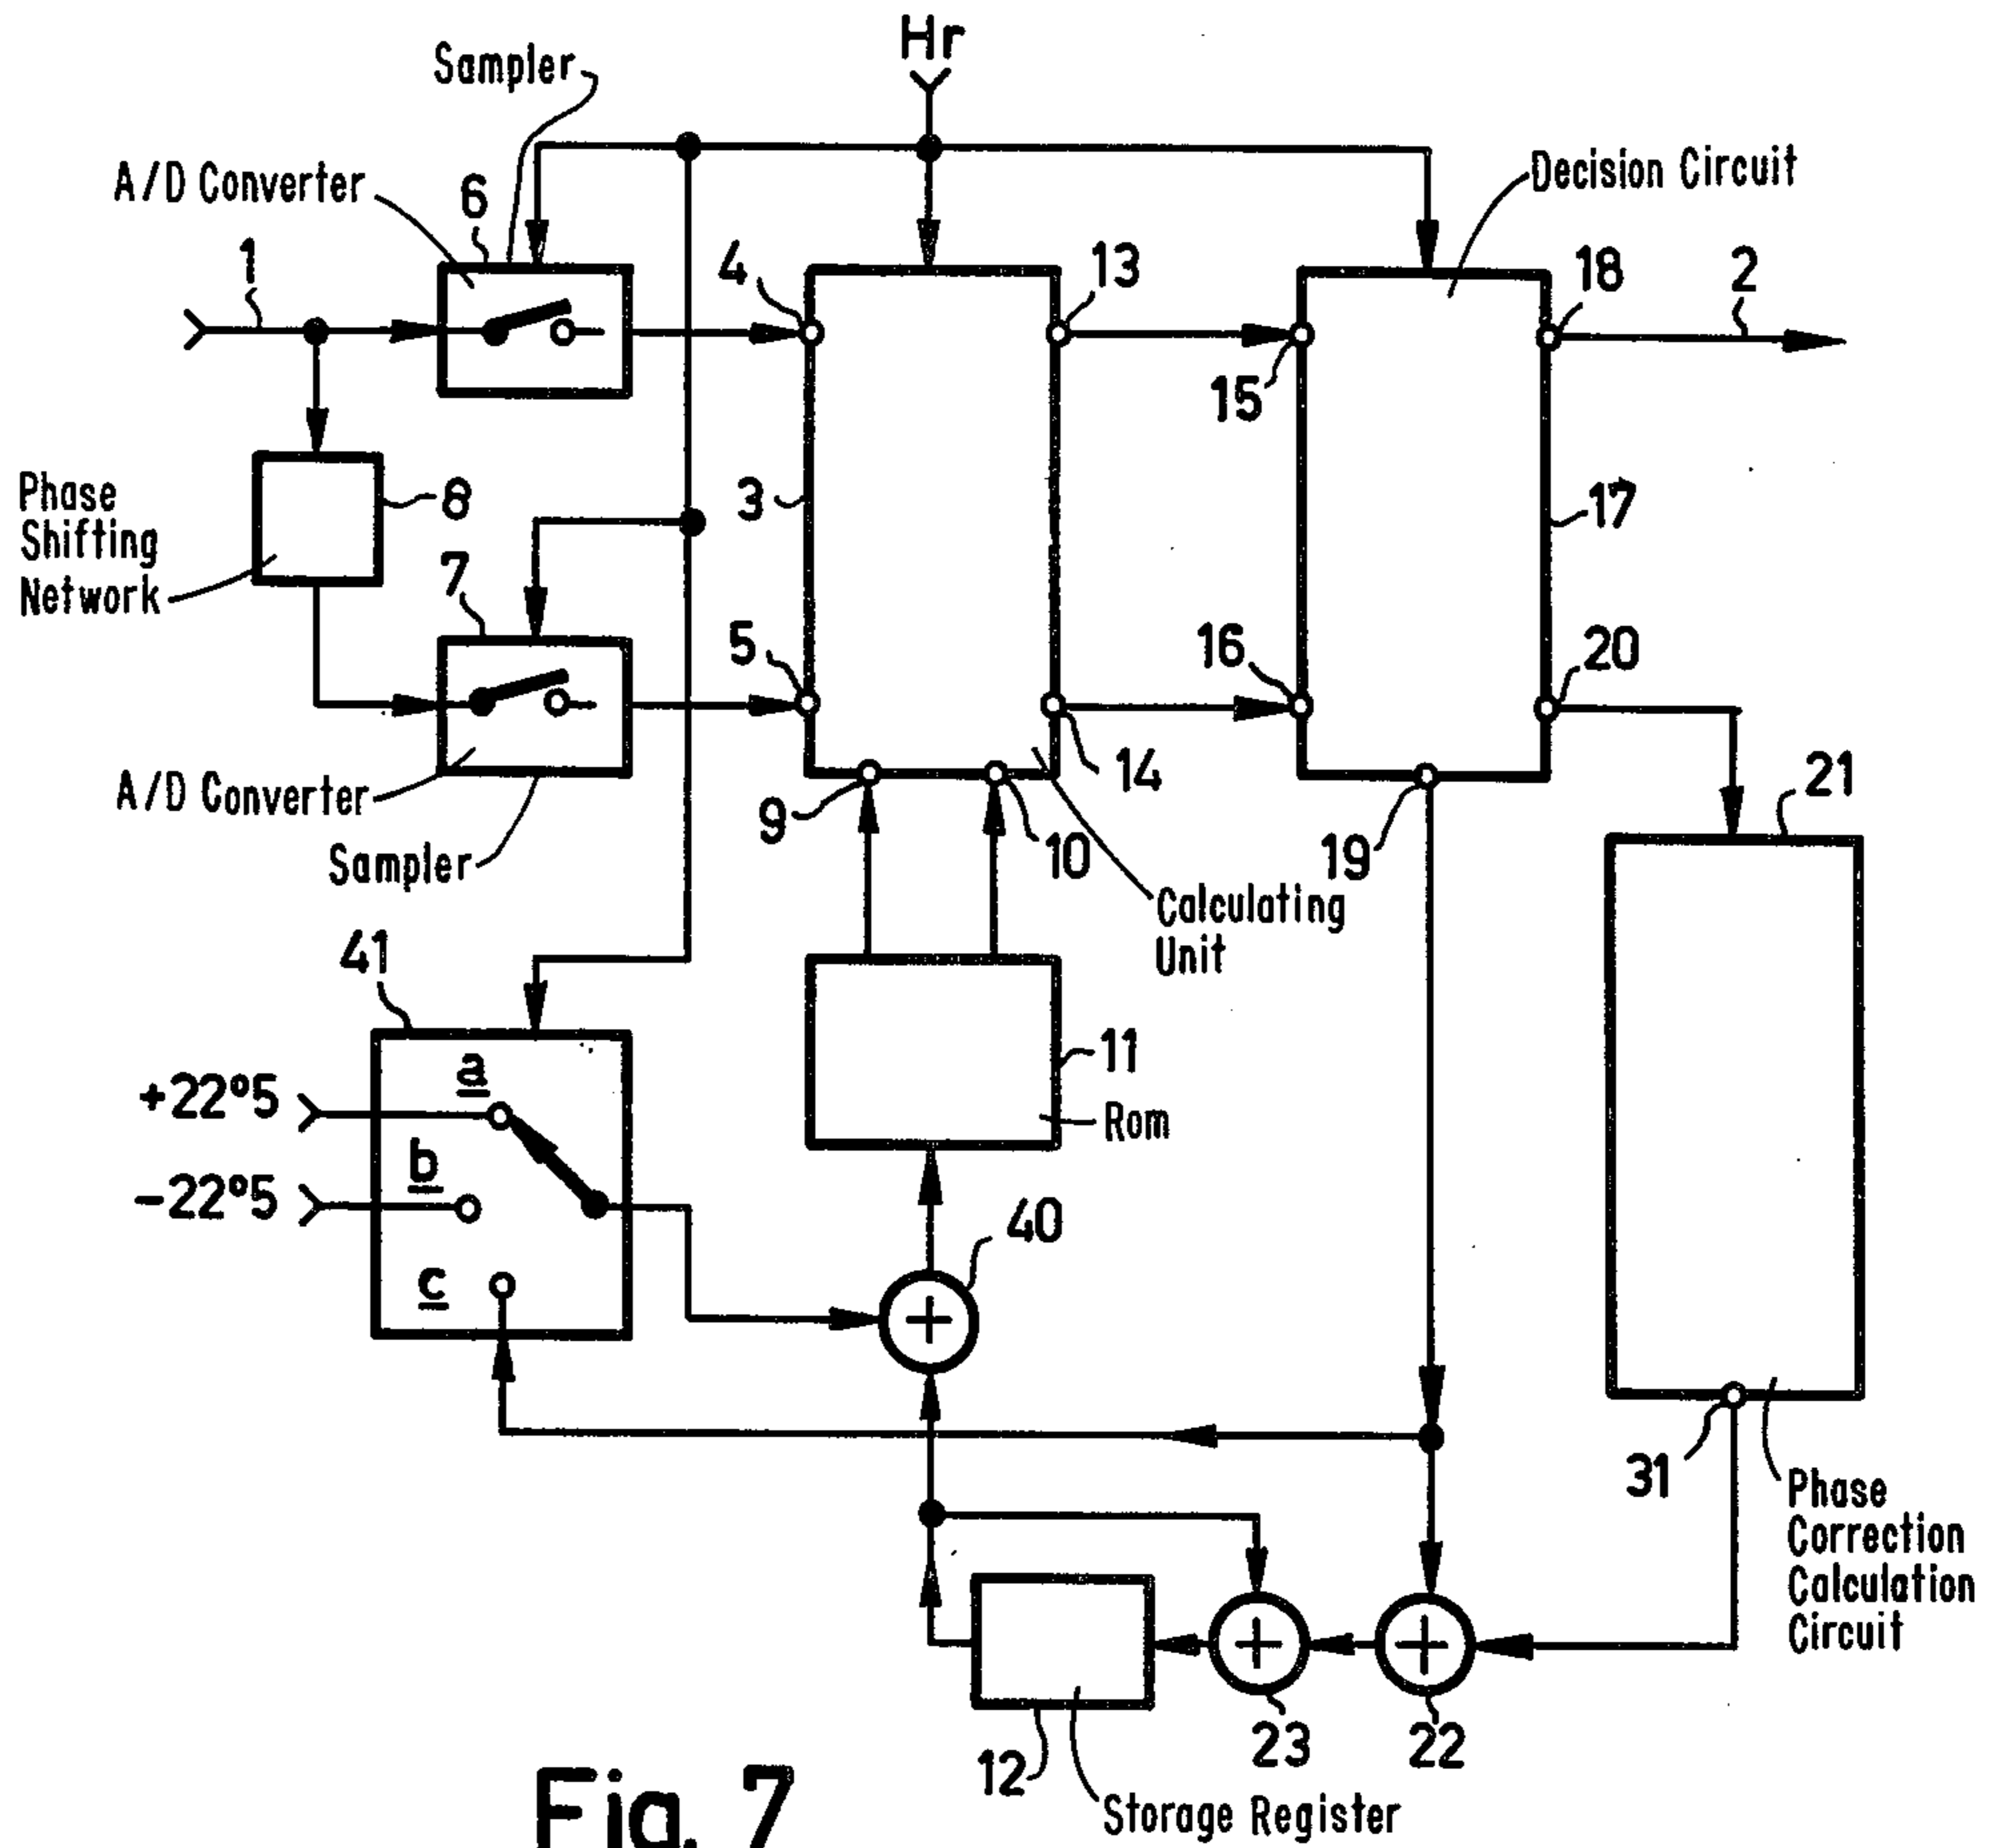 Hr
Sampler
A/D Converter
6
Decision Circuit
1
4
13
18
2
15
Phase
Shifting
Network
8
3
17
7
5
16
20
14
A/D Converter
9
10
19
21
Sampler
Calculating
Unit
41
a
11
+22°5
Rom
b
-22°5
40
c
31
Phase
Correction
Calculation
Circuit
23
22
12
Storage Register
Fig. 7